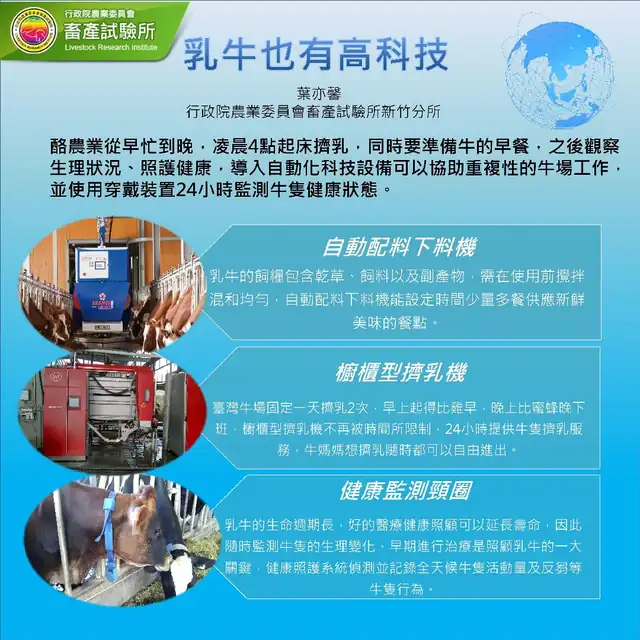 行政院農業委員會
畜產試驗所
Livestock Research Institute
乳牛也有高科技
葉亦馨
行政院農業委員會畜產試驗所新竹分所
酪農業從早忙到晚，凌晨4點起床擠乳，同時要準備牛的早餐，之後觀察
生理狀況、照護健康，導入自動化科技設備可以協助重複性的牛場工作，
並使用穿戴裝置24小時監測牛隻健康狀態。
自動配料下料機
乳牛的飼糧包含乾草、飼料以及副產物，需在使用前攪拌
混和均勻，自動配料下料機能設定時間少量多餐供應新鮮
美味的餐點。
櫥櫃型擠乳機
臺灣牛場固定一天擠乳2次，早上起得比雞早，晚上比蜜蜂晚下
班，櫥櫃型擠乳機不再被時間所限制，24小時提供牛隻擠乳服
務，牛媽媽想擠乳隨時都可以自由進出。
健康監測頸圈
乳牛的生命週期長，好的醫療健康照顧可以延長壽命，因此
隨時監測牛隻的生理變化、早期進行治療是照顧乳牛的一大
關鍵，健康照護系統偵測並記錄全天候牛隻活動量及反芻等
牛隻行為。